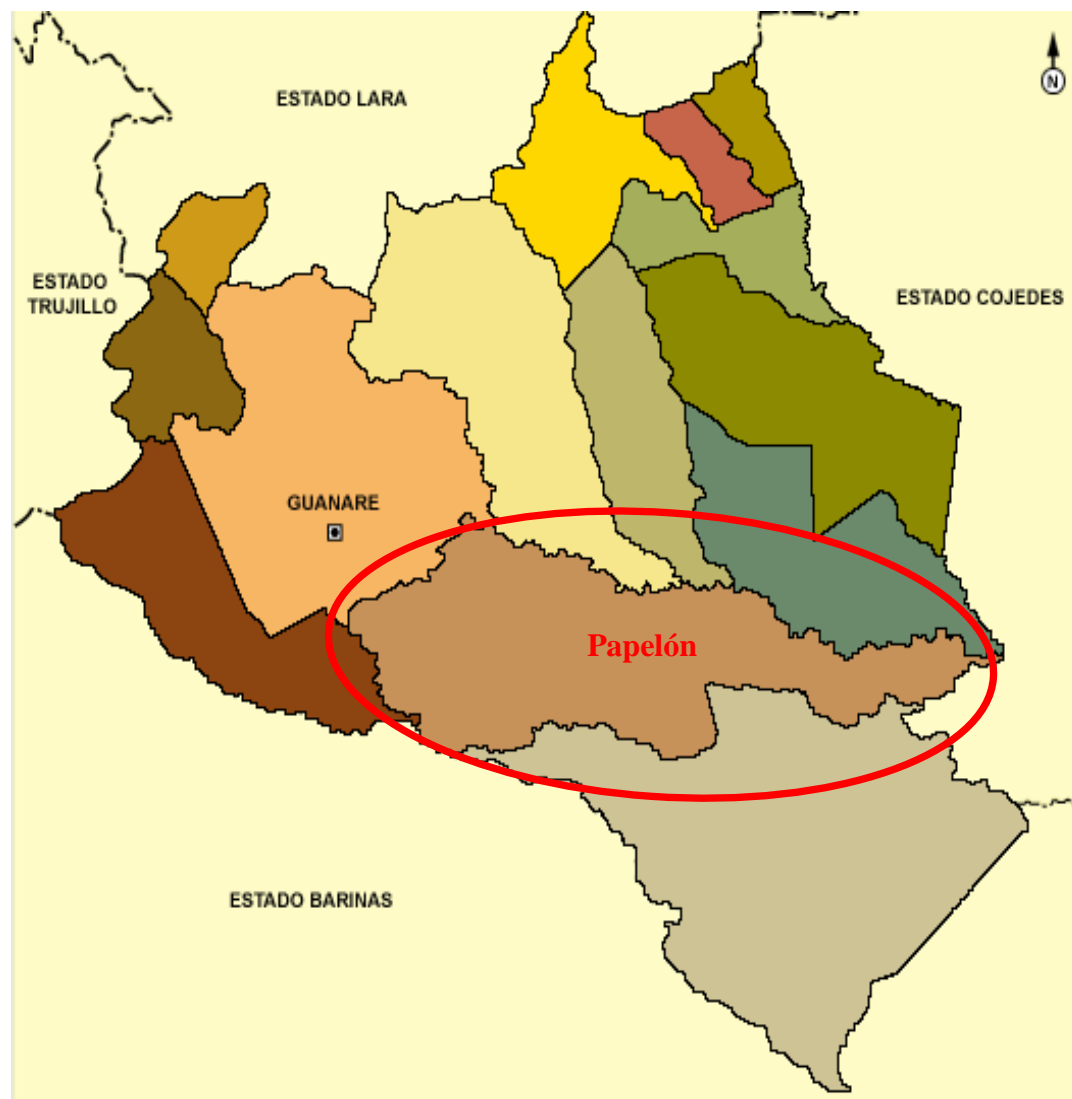 ESTADO LARA
N
ESTADO
TRUJILLO
ESTADO COJEDES
GUANARE
Papelón
ESTADO BARINAS